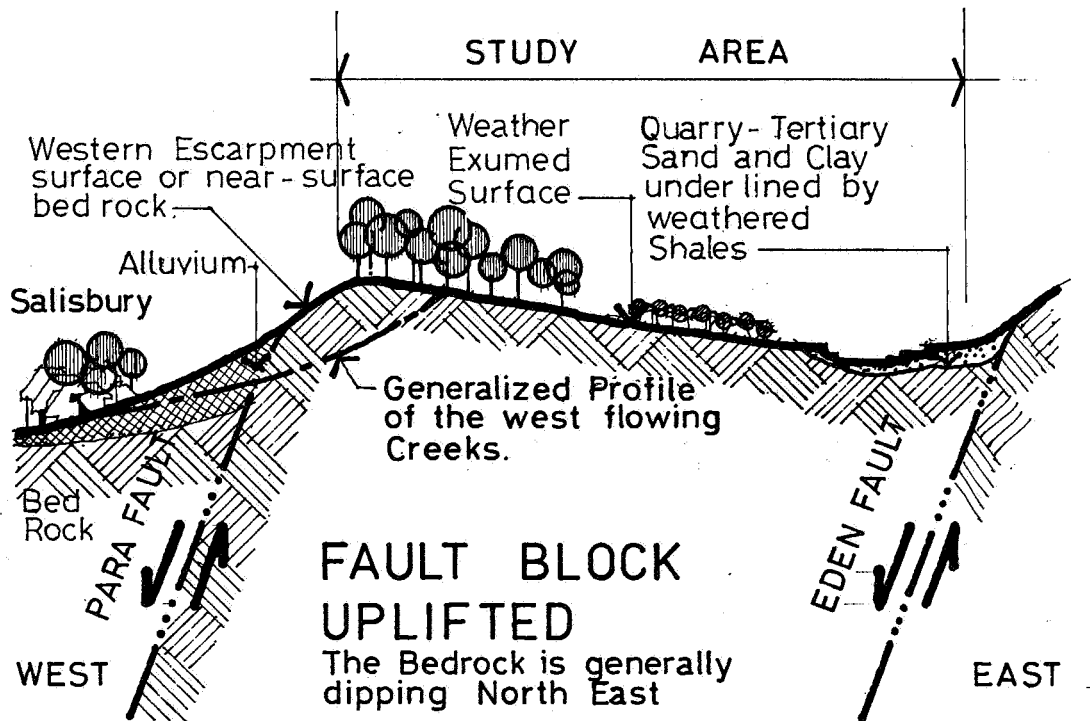 STUDY AREA
Western Escarpment
surface or near-surface
bed rock.
Weather
Exumed
Surface
Quarry-Tertiary
Sand and Clay
under lined by
weathered
Shales
Alluvium
Salisbury
Generalized Profile
of the west flowing
Creeks.
Bed
Rock
PARA FAULT
EDEN FAULT
FAULT BLOCK
UPLIFTED
The Bedrock is generally
dipping North East
WEST
EAST